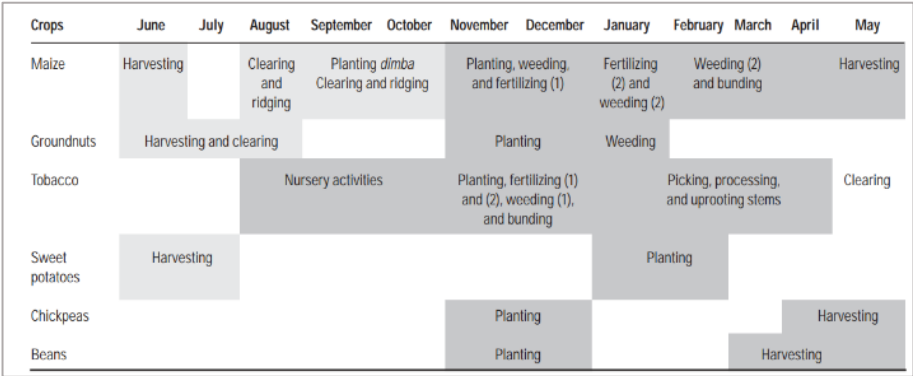 Crops June July August September October November December January February March April May
Maize Harvesting Clearing Planting dimba Planting, weeding, Fertilizing Weeding (2) Harvesting
and Clearing and ridging and fertilizing (1) (2) and and bunding
ridging weeding (2)
Groundnuts Harvesting and clearing Planting Weeding
Tobacco Nursery activities Planting, fertilizing (1) Picking, processing, Clearing
and (2), weeding (1), and uprooting stems
and bunding
Sweet Harvesting Planting
potatoes
Chickpeas Planting Harvesting
Beans Planting Harvesting